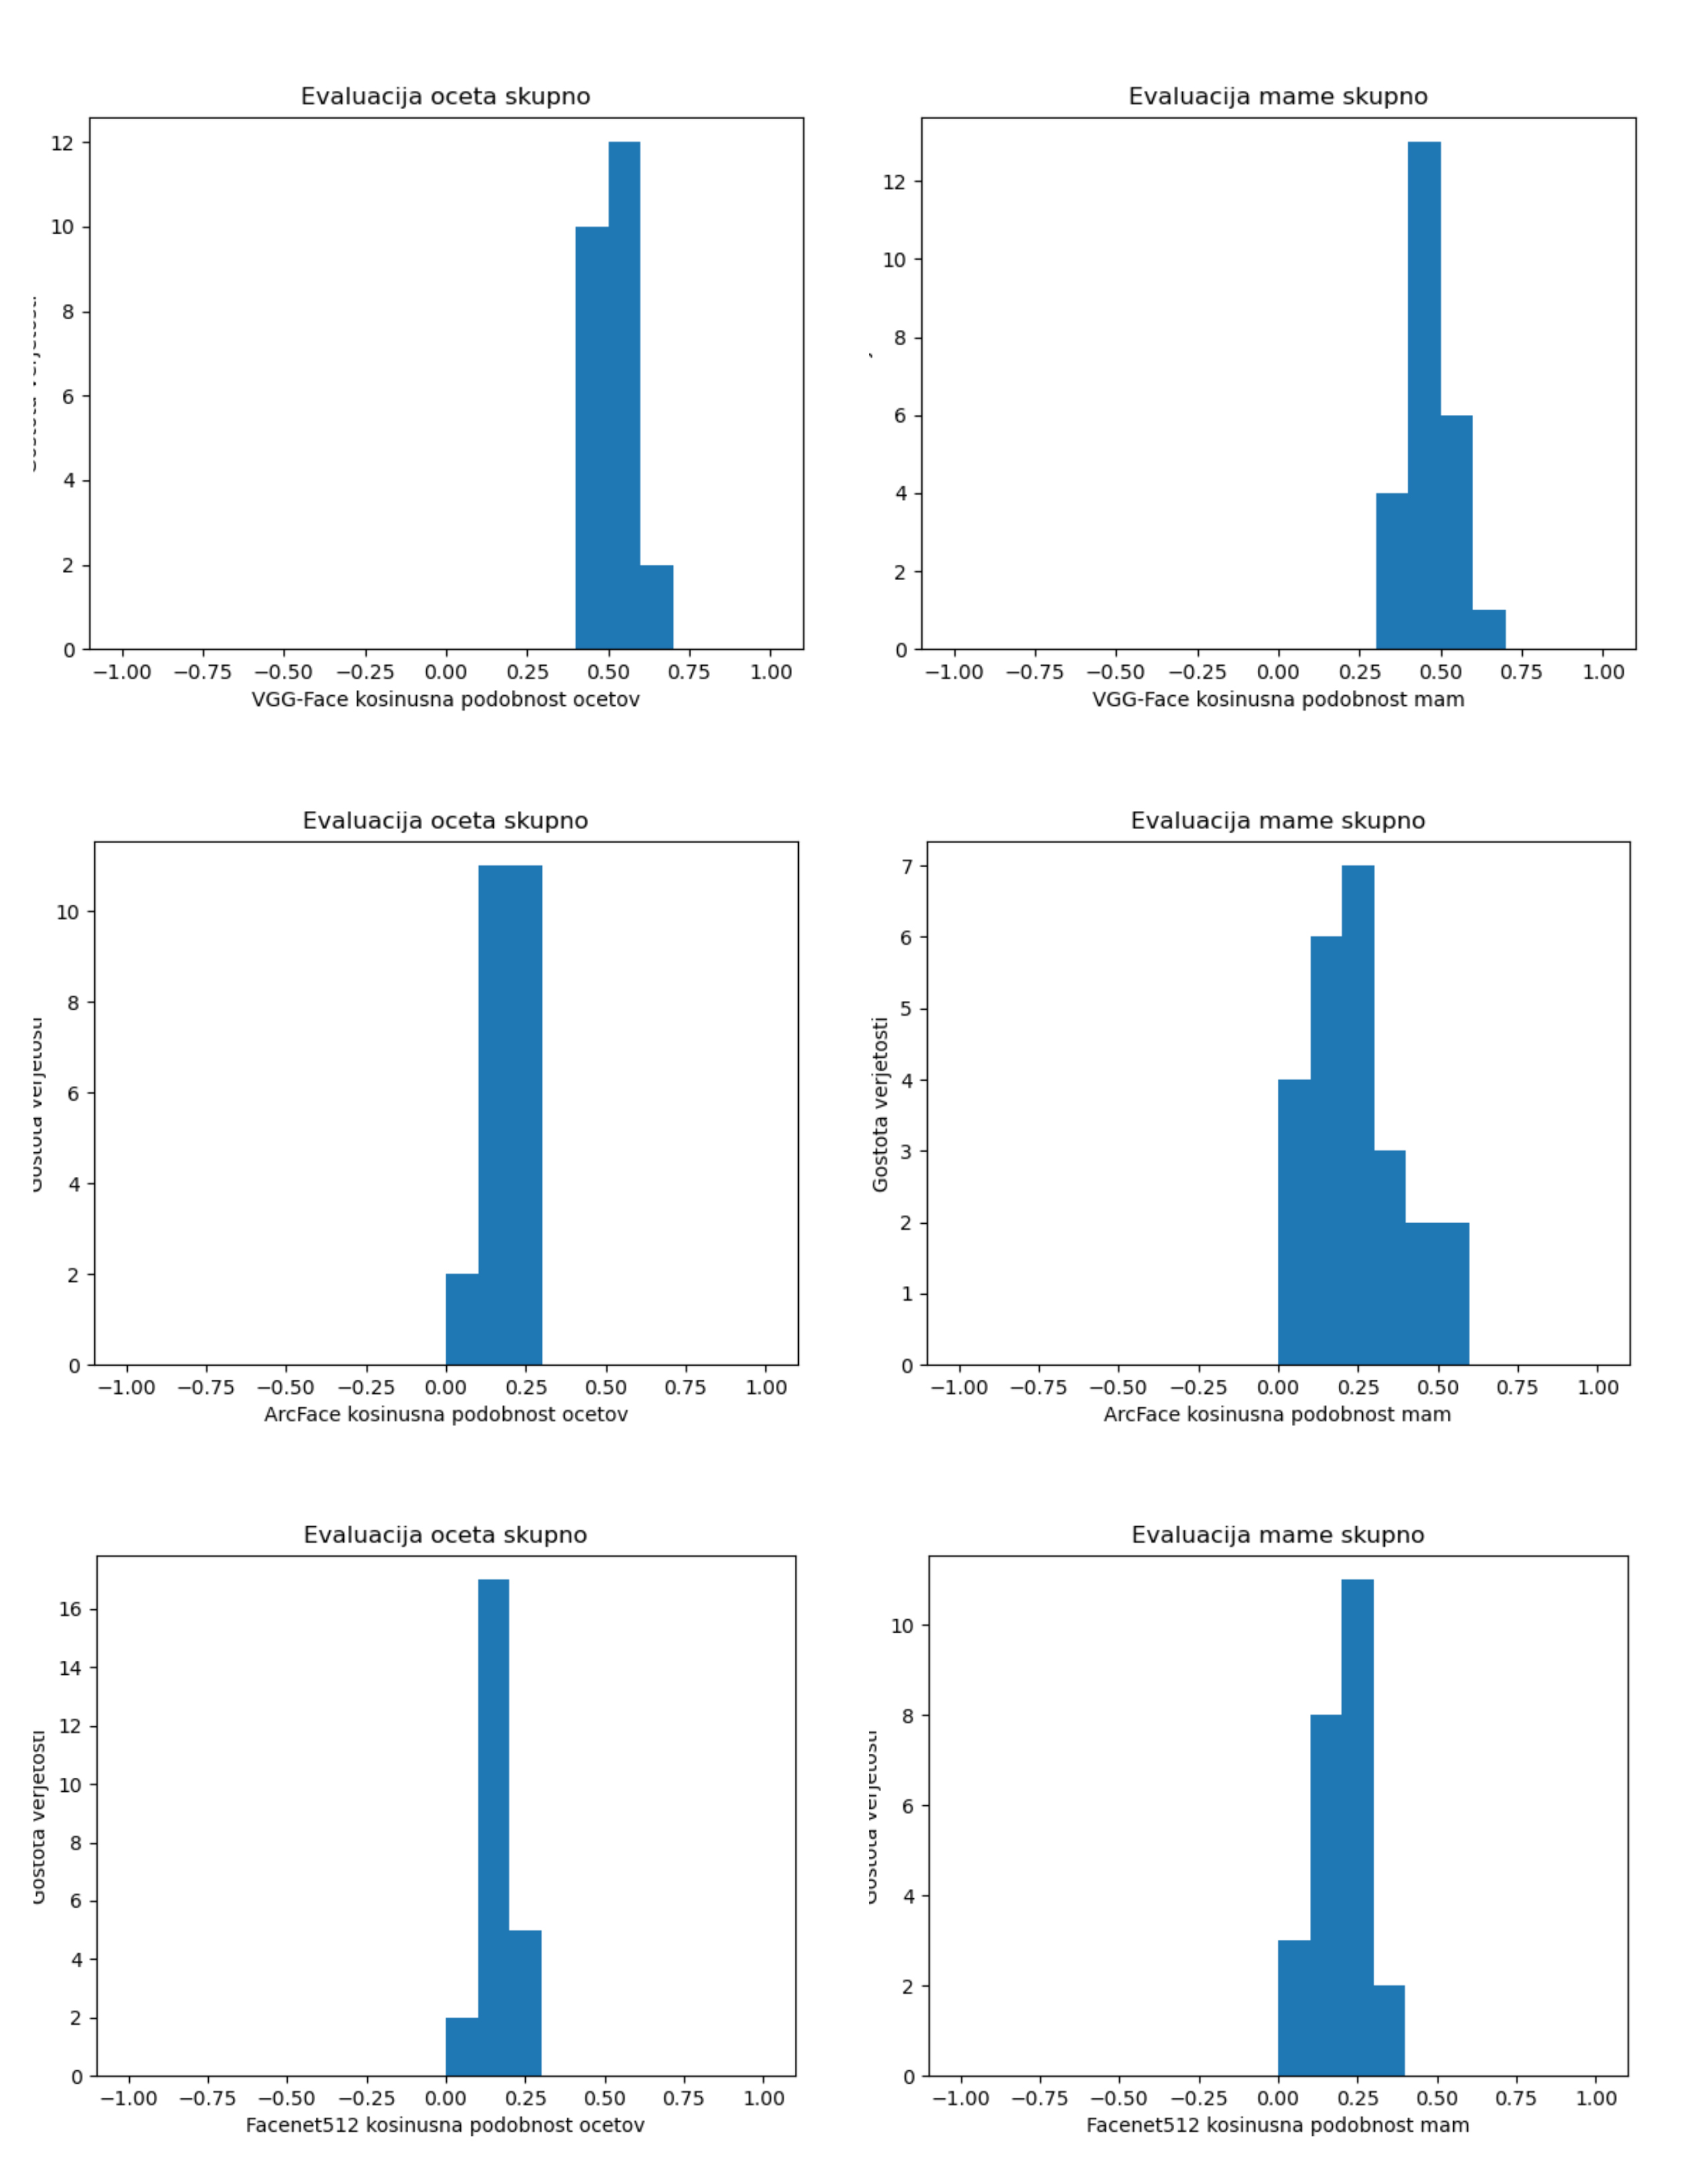 Evaluacija oceta skupno
12
10
8
6
4
2
0
−1.00 −0.75 −0.50 −0.25 0.00 0.25 0.50 0.75 1.00
VGG-Face kosinusna podobnost ocetov
Evaluacija mame skupno
12
10
8
6
4
2
0
−1.00 −0.75 −0.50 −0.25 0.00 0.25 0.50 0.75 1.00
VGG-Face kosinusna podobnost mam
Evaluacija oceta skupno
Gostota verjetosti
10
8
6
4
2
0
−1.00 −0.75 −0.50 −0.25 0.00 0.25 0.50 0.75 1.00
ArcFace kosinusna podobnost ocetov
Evaluacija mame skupno
Gostota verjetosti
7
6
5
4
3
2
1
0
−1.00 −0.75 −0.50 −0.25 0.00 0.25 0.50 0.75 1.00
ArcFace kosinusna podobnost mam
Evaluacija oceta skupno
Gostota verjetosti
16
14
12
10
8
6
4
2
0
−1.00 −0.75 −0.50 −0.25 0.00 0.25 0.50 0.75 1.00
Facenet512 kosinusna podobnost ocetov
Evaluacija mame skupno
Gostota verjetosti
10
8
6
4
2
0
−1.00 −0.75 −0.50 −0.25 0.00 0.25 0.50 0.75 1.00
Facenet512 kosinusna podobnost mam